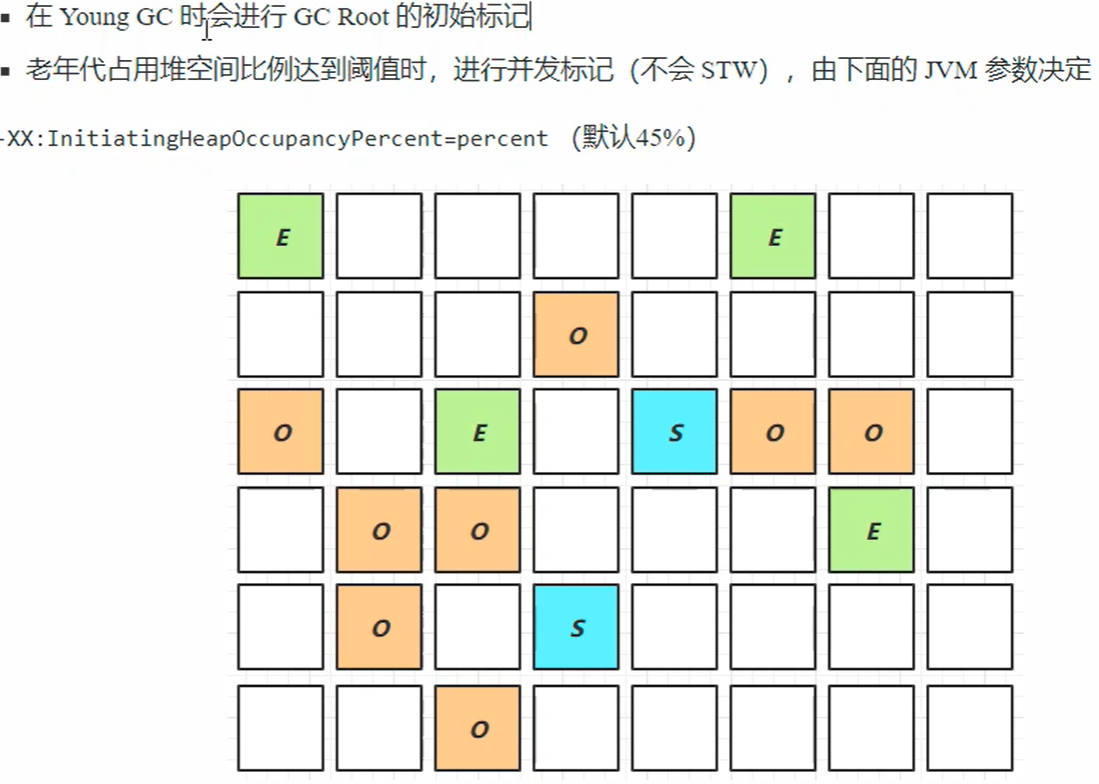 在 Young GC 时会进行 GC Root 的初始标记
老年代占用堆空间比例达到阈值时，进行并发标记（不会 STW），由下面的 JVM 参数决定
-XX:InitiatingHeapOccupancyPercent=percent （默认45%）
E E
O
O E S O O
O O E
O S
O